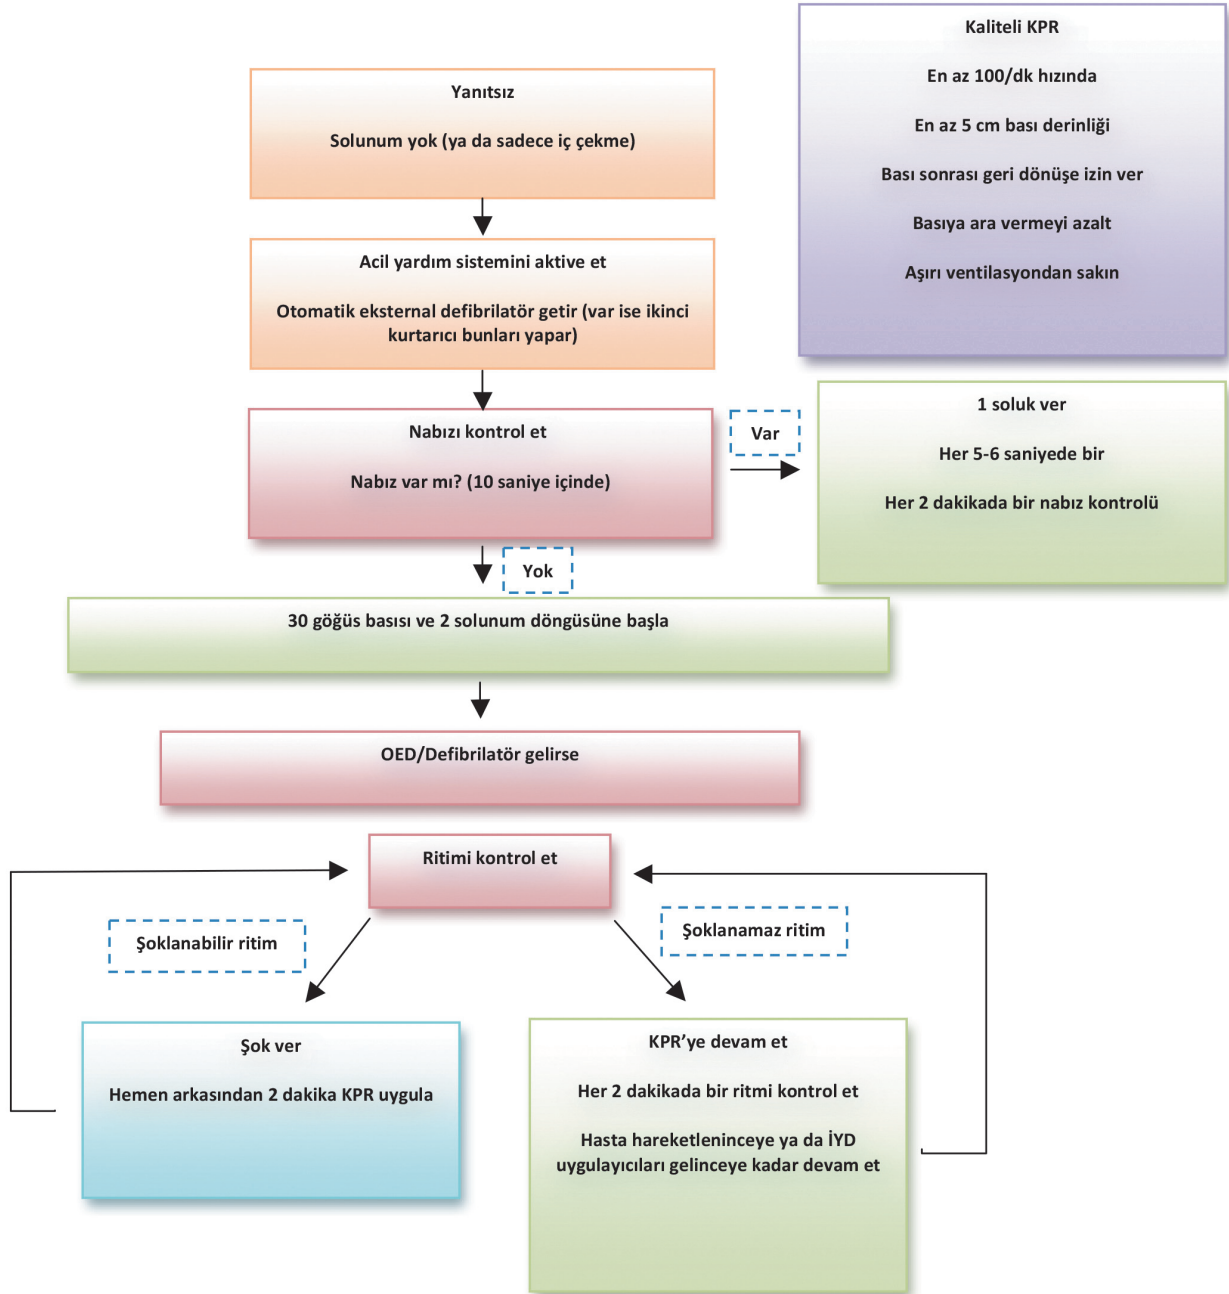 Kaliteli KPR
En az 100/dk hızında
En az 5 cm bası derinliği
Bası sonrası geri dönüşe izin ver
Basıya ara vermeyi azalt
Aşırı ventilasyondan sakın
Yanıtsız
Solunum yok (ya da sadece iç çekme)
Acil yardım sistemini aktive et
Otomatik eksternal defibrilatör getir (var ise ikinci
kurtarıcı bunları yapar)
Nabızı kontrol et
Nabız var mı? (10 saniye içinde)
Var
1 soluk ver
Her 5-6 saniyede bir
Her 2 dakikada bir nabız kontrolü
Yok
30 göğüs basısı ve 2 solunum döngüsüne başla
OED/Defibrilatör gelirse
Ritimi kontrol et
Şoklanabilir ritim
Şoklanamaz ritim
Şok ver
Hemen arkasından 2 dakika KPR uygula
KPR’ye devam et
Her 2 dakikada bir ritmi kontrol et
Hasta hareketleninceye ya da İYD
uygulayıcıları gelinceye kadar devam et